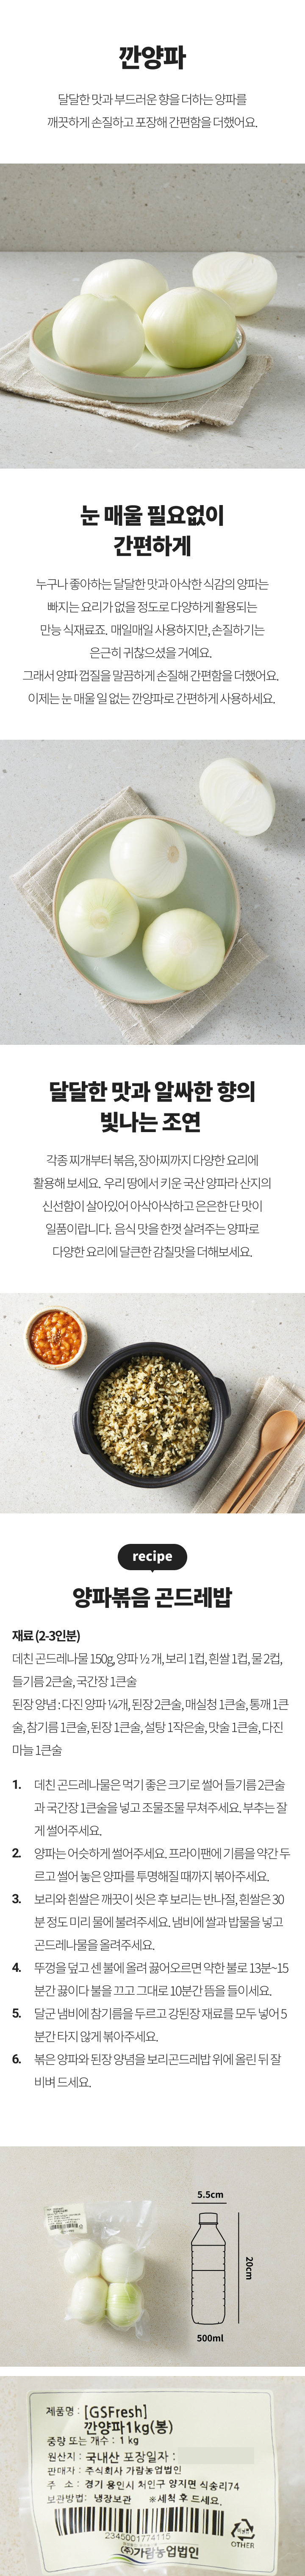 깐양파
달달한 맛과 부드러운 향을 더하는 양파를
깨끗하게 손질하고 포장해 간편함을 더했어요.
눈 매울 필요없이
간편하게
누구나 좋아하는 달달한 맛과 아삭한 식감의 양파는
빠지는 요리가 없을 정도로 다양하게 활용되는
만능 식재료죠. 매일매일 사용하지만, 손질하기는
은근히 귀찮으셨을 거예요.
그래서 양파 껍질을 말끔하게 손질해 간편함을 더했어요.
이제는 눈 매울 일 없는 깐양파로 간편하게 사용하세요.
달달한 맛과 알싸한 향의
빛나는 조연
각종 찌개부터 볶음, 장아찌까지 다양한 요리에
활용해 보세요. 우리 땅에서 키운 국산 양파라 산지의
신선함이 살아있어 아삭아삭하고 은은한 단 맛이
일품이랍니다. 음식 맛을 한껏 살려주는 양파로
다양한 요리에 달큰한 감칠맛을 더해보세요.
recipe
양파볶음 곤드레밥
재료 (2-3인분)
데친 곤드레나물 150g, 양파 ½ 개, 보리 1컵, 흰쌀 1컵, 물 2컵,
들기름 2큰술, 국간장 1큰술
된장 양념 : 다진 양파 ¼개, 된장 2큰술, 매실청 1큰술, 통깨 1큰
술, 참기름 1큰술, 된장 1큰술, 설탕 1작은술, 맛술 1큰술, 다진
마늘 1큰술
1. 데친 곤드레나물은 먹기 좋은 크기로 썰어 들기름 2큰술
과 국간장 1큰술을 넣고 조물조물 무쳐주세요. 부추는 잘
게 썰어주세요.
2. 양파는 어슷하게 썰어주세요. 프라이팬에 기름을 약간 두
르고 썰어 놓은 양파를 투명해질 때까지 볶아주세요.
3. 보리와 흰쌀은 깨끗이 씻은 후 보리는 반나절, 흰쌀은 30
분 정도 미리 물에 불려주세요. 냄비에 쌀과 밥물을 넣고
곤드레나물을 올려주세요.
4. 뚜껑을 덮고 센 불에 올려 끓어오르면 약한 불로 13분~15
분간 끓이다 불을 끄고 그대로 10분간 뜸을 들이세요.
5. 달군 냄비에 참기름을 두르고 강된장 재료를 모두 넣어 5
분간 타지 않게 볶아주세요.
6. 볶은 양파와 된장 양념을 보리곤드레밥 위에 올린 뒤 잘
비벼 드세요.
5.5cm
20cm
500ml
제품명 : [GSFresh]
깐양파1kg(봉)
중량 또는 개수 : 1 kg
원산지 : 국내산 포장일자 :
판매자 : 주식회사 가람농업법인
주 소 : 경기 용인시 처인구 양지면 식송리74
보관방법: 냉장보관 ※세척 후 드세요.
2345001774115
OTHER
(주)가람농업법인